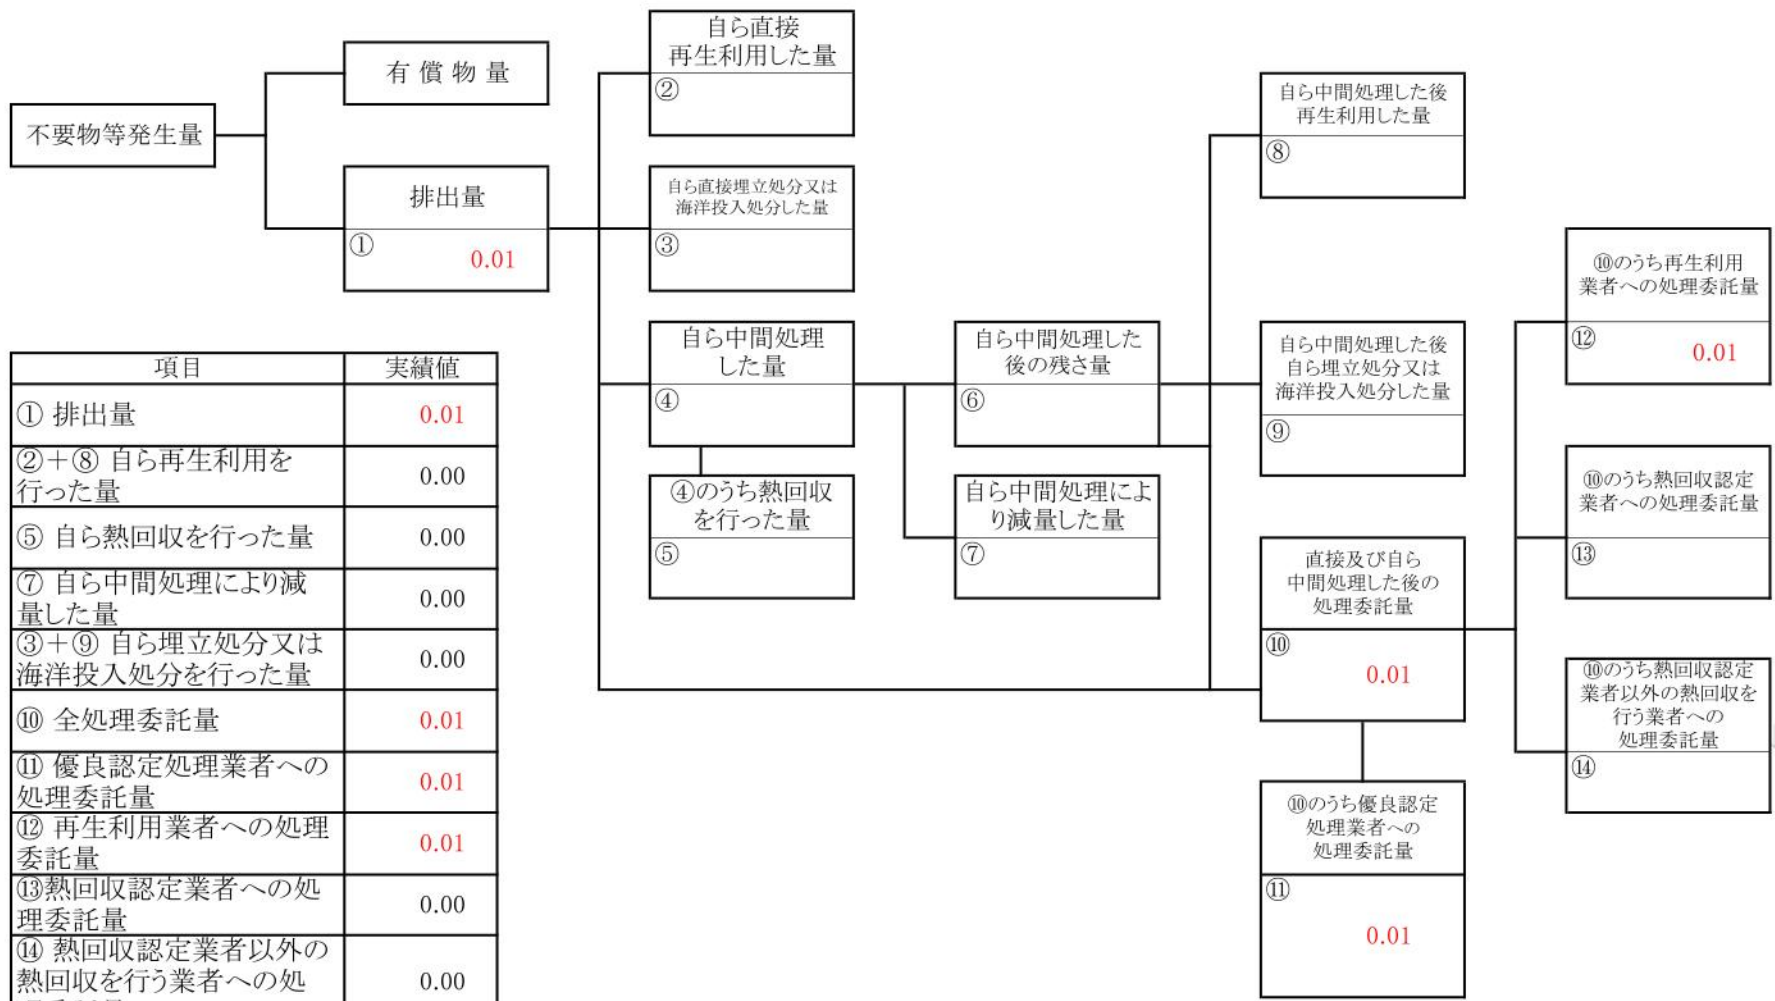 自ら直接
再生利用した量
②
有 償 物 量
不要物等発生量
排出量
①
0.01
自ら直接埋立処分又は
海洋投入処分した量
③
自ら中間処理した後
再生利用した量
⑧
自ら中間処理
した量
④
自ら中間処理した
後の残さ量
⑥
自ら中間処理した後
自ら埋立処分又は
海洋投入処分した量
⑨
⑩のうち再生利用
業者への処理委託量
⑫
0.01
④のうち熱回収
を行った量
⑤
自ら中間処理によ
り減量した量
⑦
⑩のうち熱回収認定
業者への処理委託量
⑬
直接及び自ら
中間処理した後の
処理委託量
⑩
0.01
⑩のうち熱回収認定
業者以外の熱回収を
行う業者への
処理委託量
⑭
⑩のうち優良認定
処理業者への
処理委託量
⑪
0.01
項目 実績値
① 排出量 0.01
②+⑧ 自ら再生利用を
行った量 0.00
⑤ 自ら熱回収を行った量 0.00
⑦ 自ら中間処理により減
量した量 0.00
③+⑨ 自ら埋立処分又は
海洋投入処分を行った量 0.00
⑩ 全処理委託量 0.01
⑪ 優良認定処理業者への
処理委託量 0.01
⑫ 再生利用業者への処理
委託量 0.01
⑬熱回収認定業者への処
理委託量 0.00
⑭ 熱回収認定業者以外の
熱回収を行う業者への処 0.00